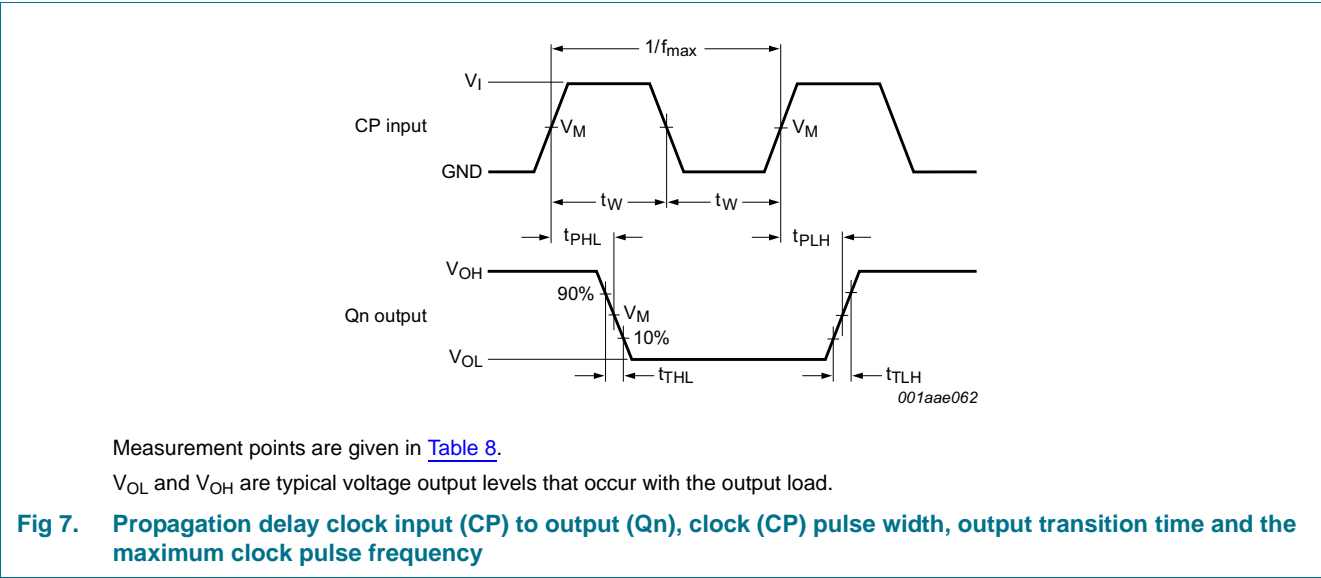 1/fmax
VI
CP input
VM
VM
GND
tW
tW
tPHL
tPLH
VOH
90%
Qn output
VM
10%
VOL
tTHL
tTLH
001aae062
Measurement points are given in Table 8.
VOL and VOH are typical voltage output levels that occur with the output load.
Fig 7. Propagation delay clock input (CP) to output (Qn), clock (CP) pulse width, output transition time and the
maximum clock pulse frequency